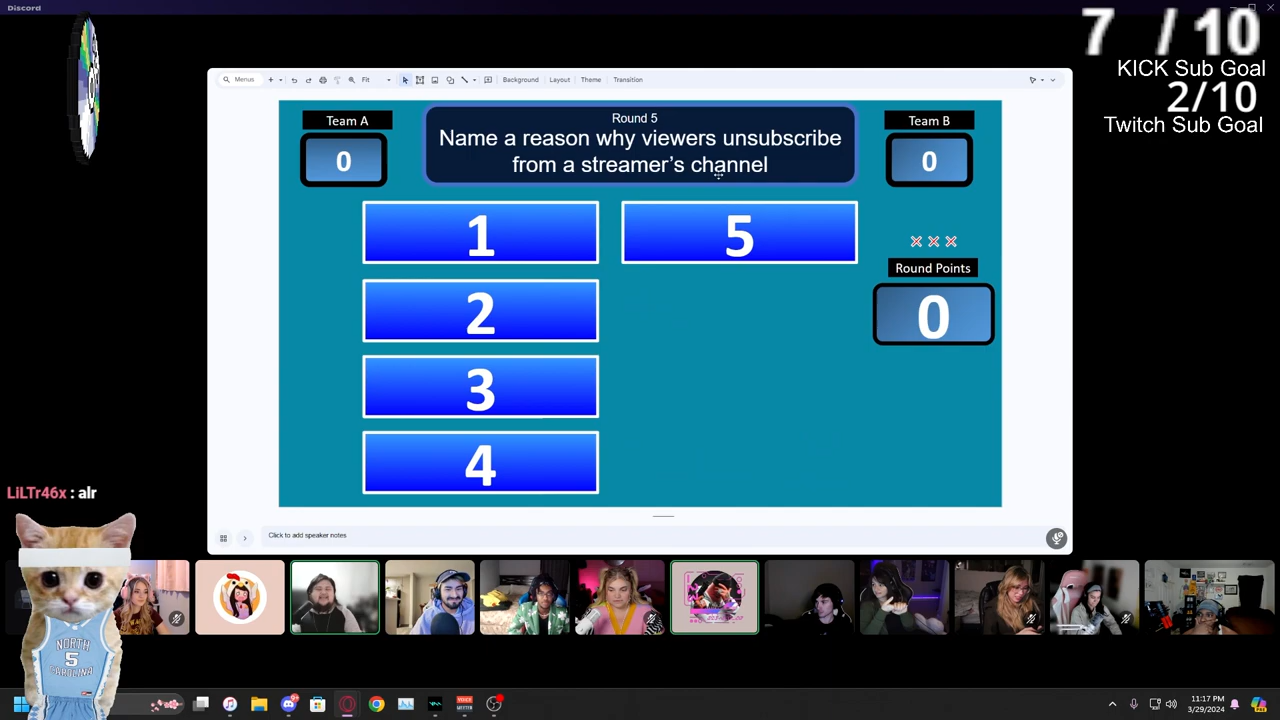 Discord
7 / 10
KICK Sub Goal
2/10
Twitch Sub Goal
Menus
Fit
Background
Layout
Theme
Transition
Team A
0
Round 5
Name a reason why viewers unsubscribe
from a streamer's channel
Team B
0
1
5
2
3
4
Round Points
0
LiLTr46x : alr
Click to add speaker notes
NORTH
5
CAROLINA
11:17 PM
3/29/2024